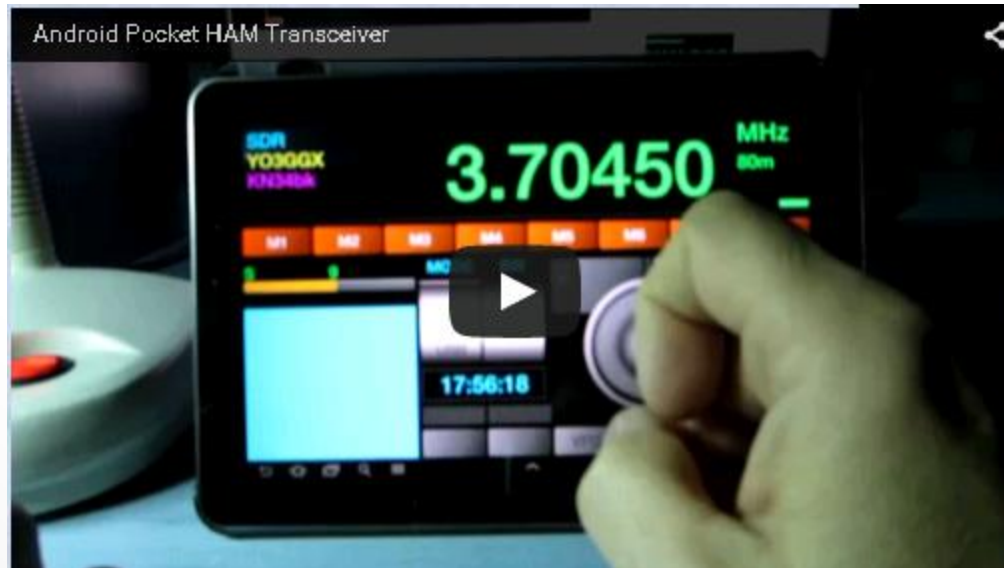 Android Pocket HAM Transceiver
SDR
YO3GGX
KN34bk
3.70450
MHz
80m
M1
M2
M3
M4
M5
M6
S
9
17:56:18